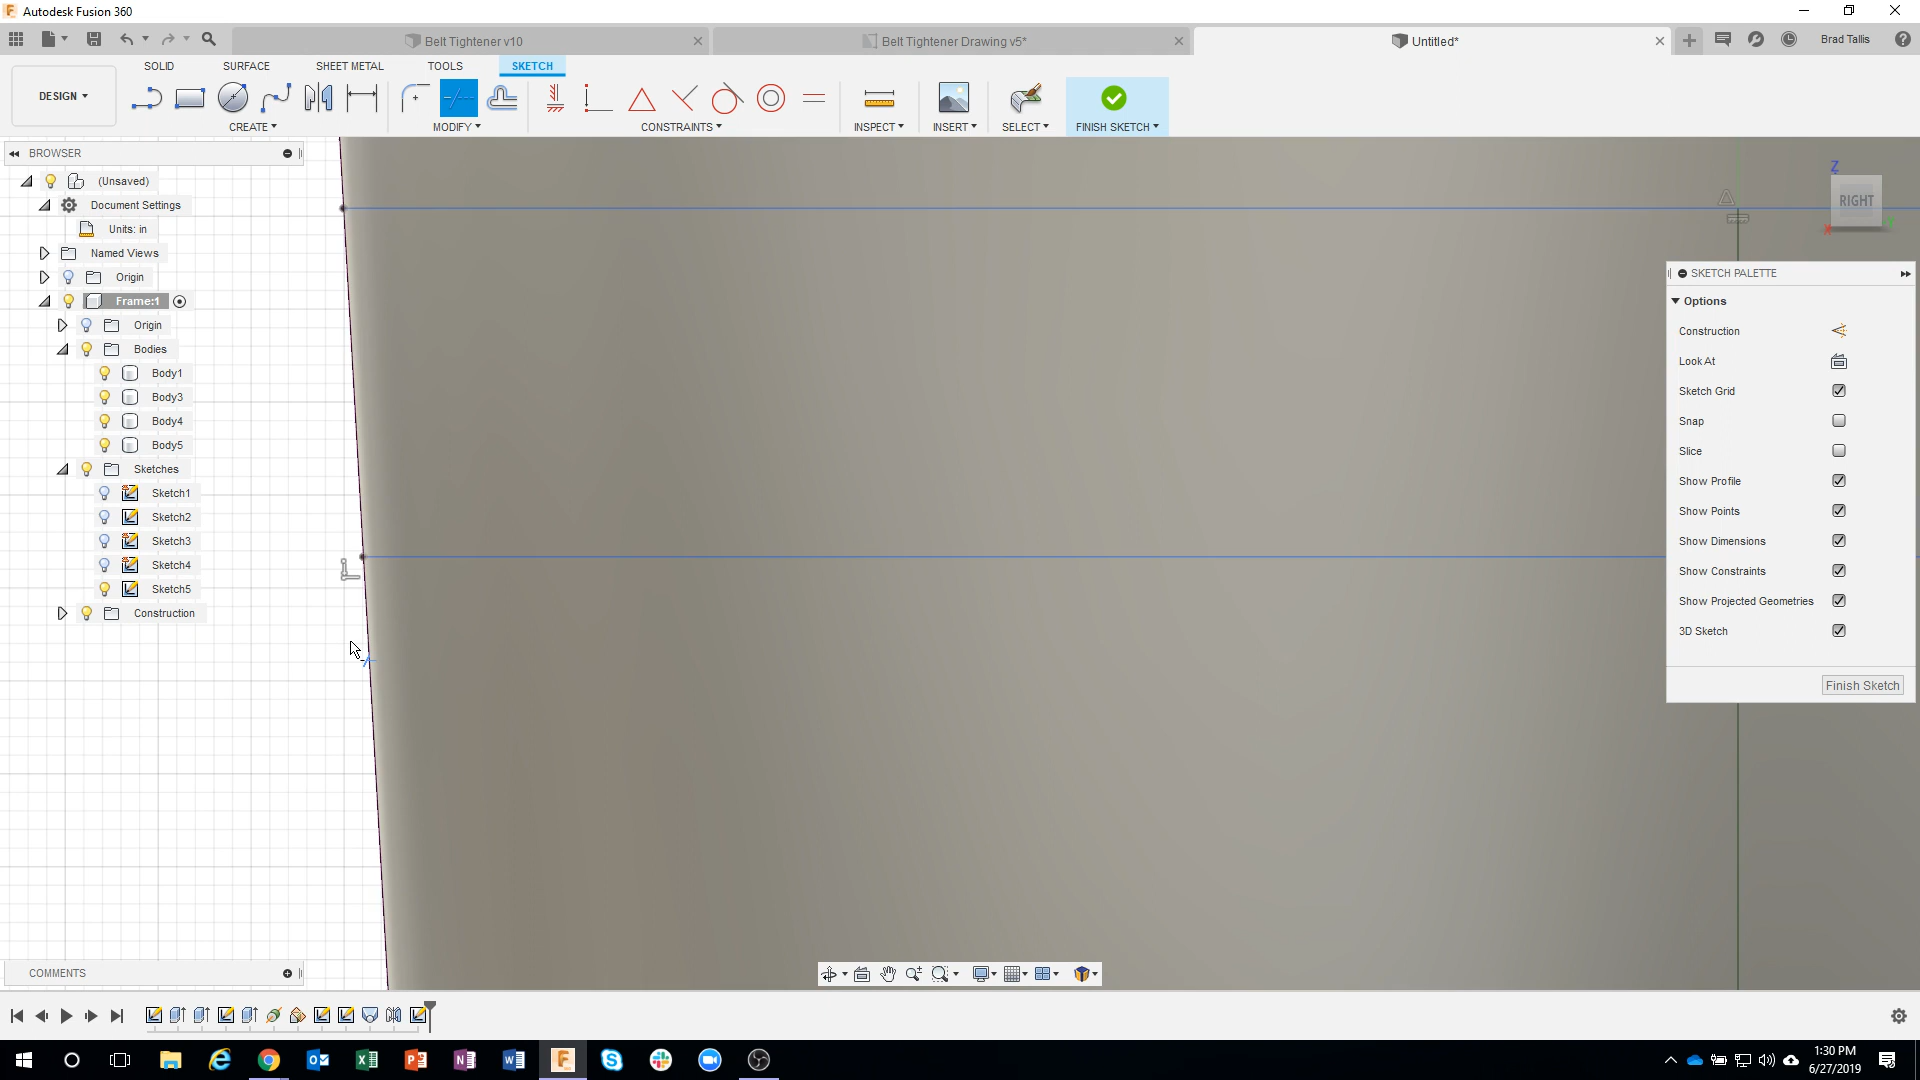 Autodesk Fusion 360
Belt Tightener v10
Belt Tightener Drawing v5*
Untitled*
Brad Tallis
SOLID
SURFACE
SHEET METAL
TOOLS
SKETCH
DESIGN
CREATE
MODIFY
CONSTRAINTS
INSPECT
INSERT
SELECT
FINISH SKETCH
BROWSER
(Unsaved)
Document Settings
Units: in
Named Views
Origin
Frame:1
Origin
Bodies
Body1
Body3
Body4
Body5
Sketches
Sketch1
Sketch2
Sketch3
Sketch4
Sketch5
Construction
Z
RIGHT
X
SKETCH PALETTE
Options
Construction
Look At
Sketch Grid
Snap
Slice
Show Profile
Show Points
Show Dimensions
Show Constraints
Show Projected Geometries
3D Sketch
Finish Sketch
COMMENTS
1:30 PM
6/27/2019